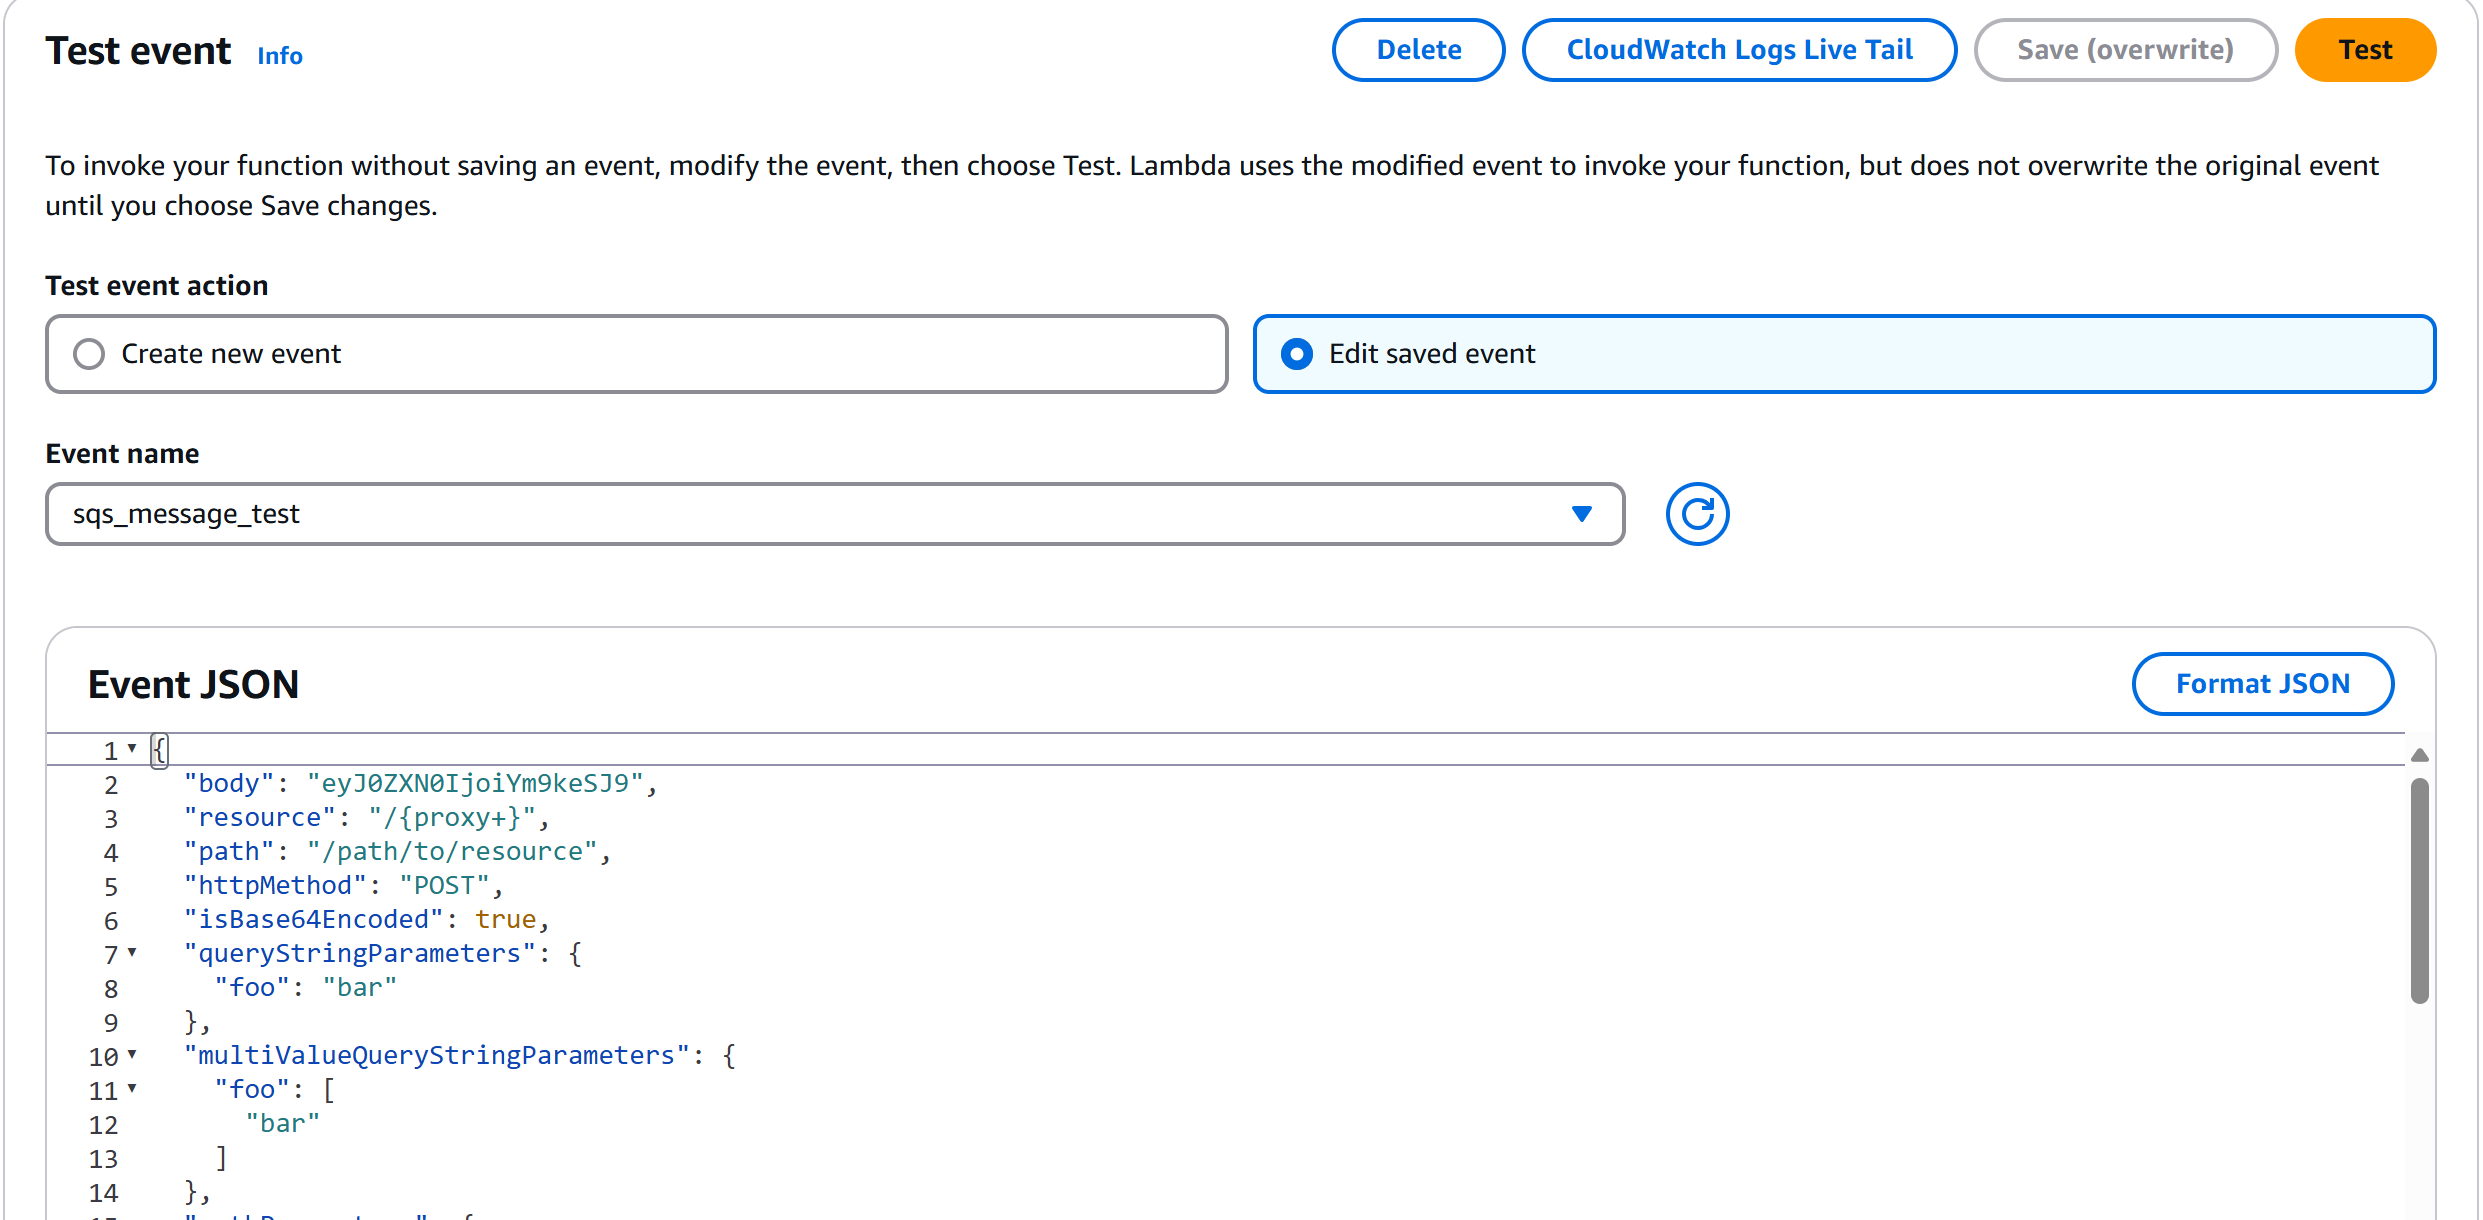 Test event Info Delete CloudWatch Logs Live Tail Save (overwrite) Test
To invoke your function without saving an event, modify the event, then choose Test. Lambda uses the modified event to invoke your function, but does not overwrite the original event
until you choose Save changes.
Test event action
Create new event Edit saved event
Event name
sqs_message_test
Event JSON Format JSON
1 {
2 "body": "eyJ0ZXN0IjoiYm9keSJ9",
3 "resource": "/{proxy+}",
4 "path": "/path/to/resource",
5 "httpMethod": "POST",
6 "isBase64Encoded": true,
7 "queryStringParameters": {
8 "foo": "bar"
9 },
10 "multiValueQueryStringParameters": {
11 "foo": [
12 "bar"
13 ]
14 },